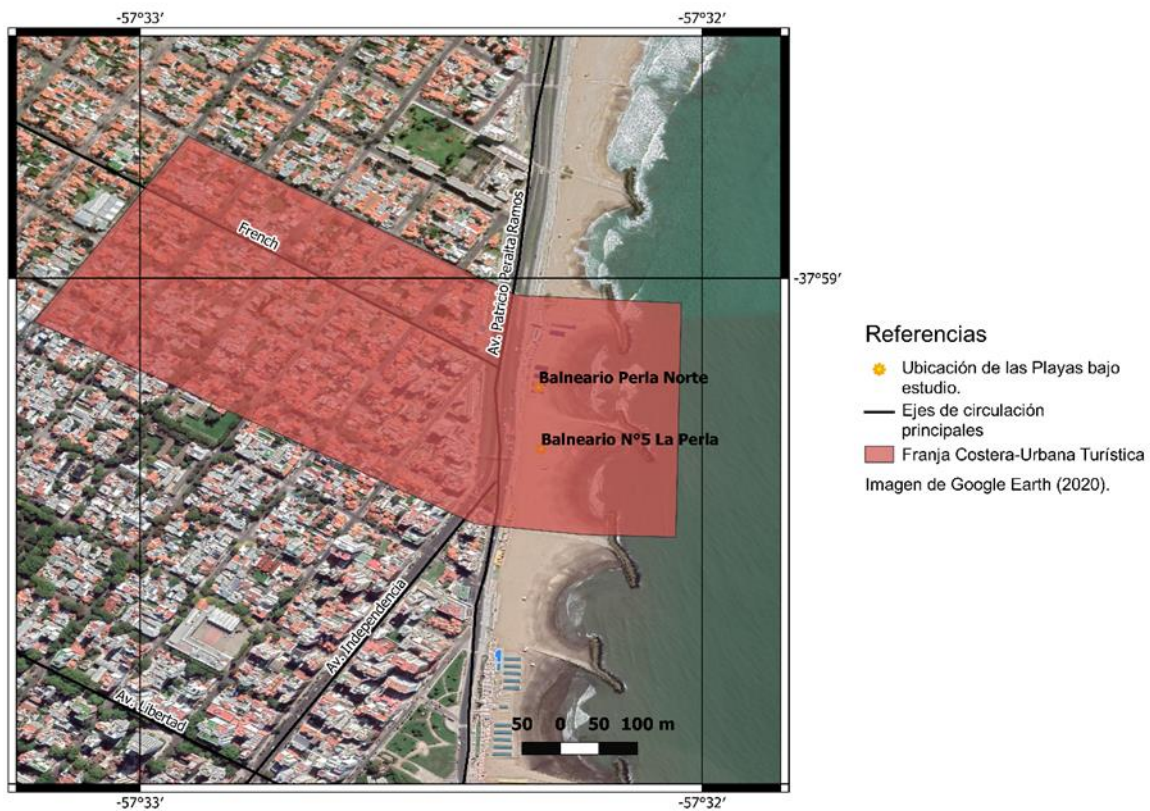 -57°33′
-57°32′
French
Av. Patricio Peralta Ramos
-37°59′
Balneario Perla Norte
Balneario N°5 La Perla
Av. Independencia
Av. Libertad
50 0 50 100 m
-57°33′
-57°32′
Referencias
Ubicación de las Playas bajo
estudio.
Ejes de circulación
principales
Franja Costera-Urbana Turística
Imagen de Google Earth (2020).